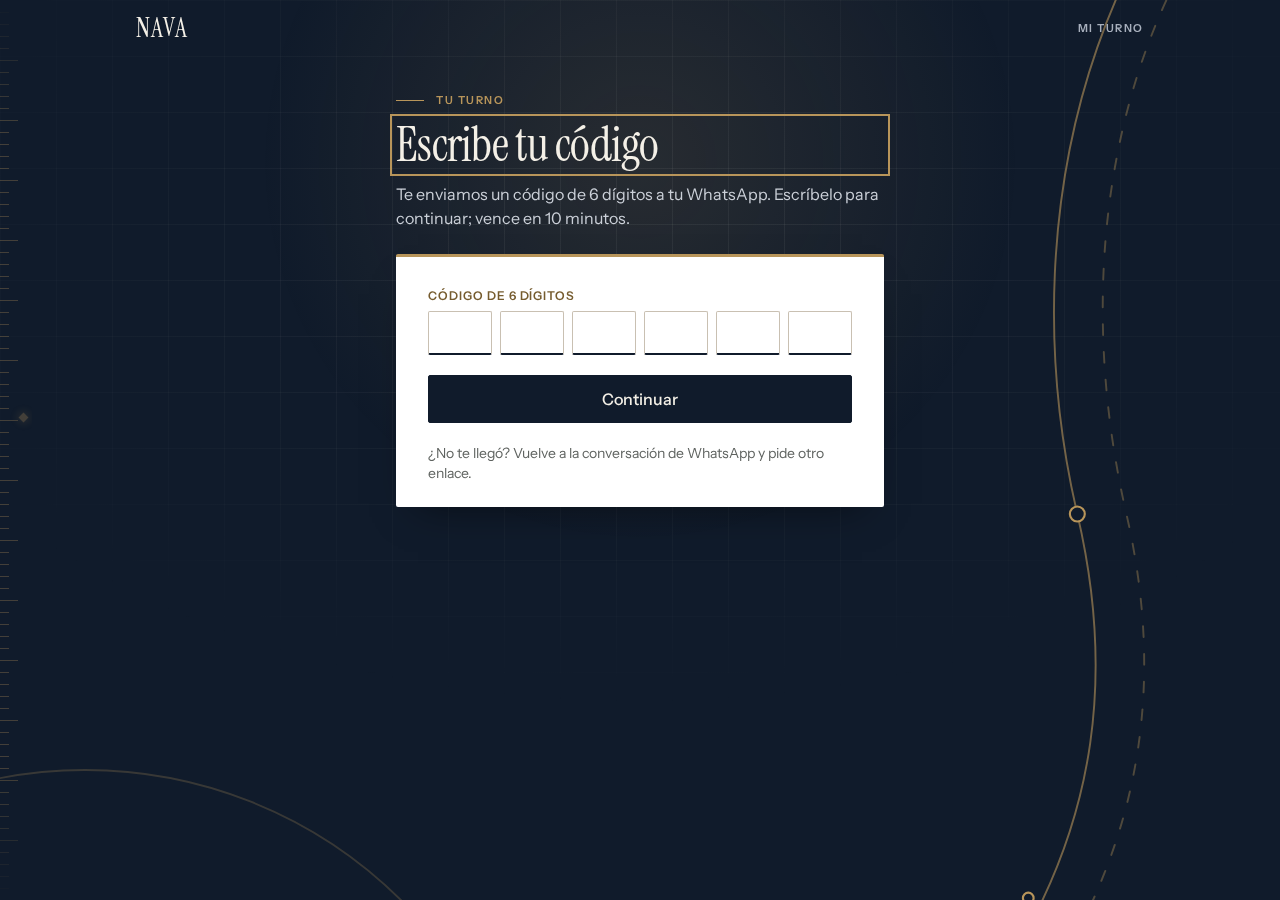 NAVA
MI TURNO
TU TURNO
Escribe tu código
Te enviamos un código de 6 dígitos a tu WhatsApp. Escríbelo para
continuar; vence en 10 minutos.
CÓDIGO DE 6 DÍGITOS
Continuar
¿No te llegó? Vuelve a la conversación de WhatsApp y pide otro
enlace.